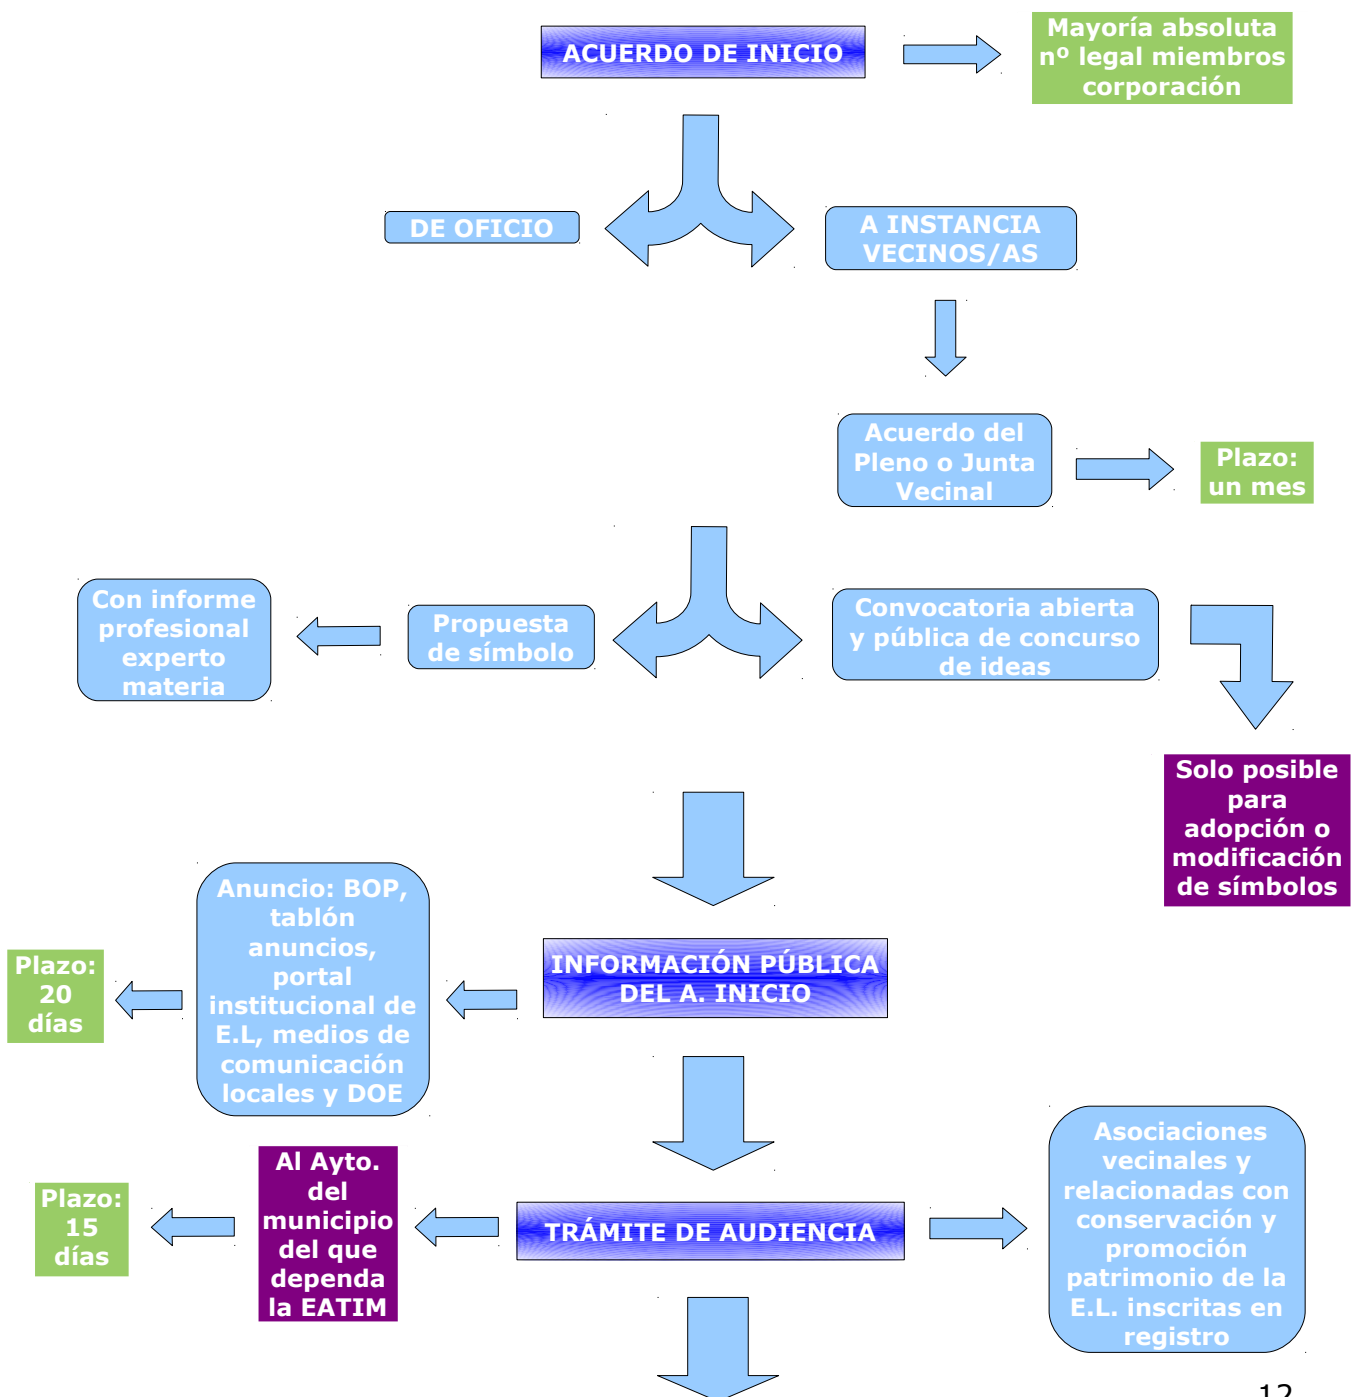 ACUERDO DE INICIO
Mayoría absoluta
nº legal miembros
corporación
DE OFICIO
A INSTANCIA
VECINOS/AS
Acuerdo del
Pleno o Junta
Vecinal
Plazo:
un mes
Con informe
profesional
experto
materia
Propuesta
de símbolo
Convocatoria abierta
y pública de concurso
de ideas
Solo posible
para
adopción o
modificación
de símbolos
Plazo:
20
días
Anuncio: BOP,
tablón
anuncios,
portal
institucional de
E.L, medios de
comunicación
locales y DOE
INFORMACIÓN PÚBLICA
DEL A. INICIO
Plazo:
15
días
Al Ayto.
del
municipio
del que
dependa
la EATIM
TRÁMITE DE AUDIENCIA
Asociaciones
vecinales y
relacionadas con
conservación y
promoción
patrimonio de la
E.L. inscritas en
registro
12